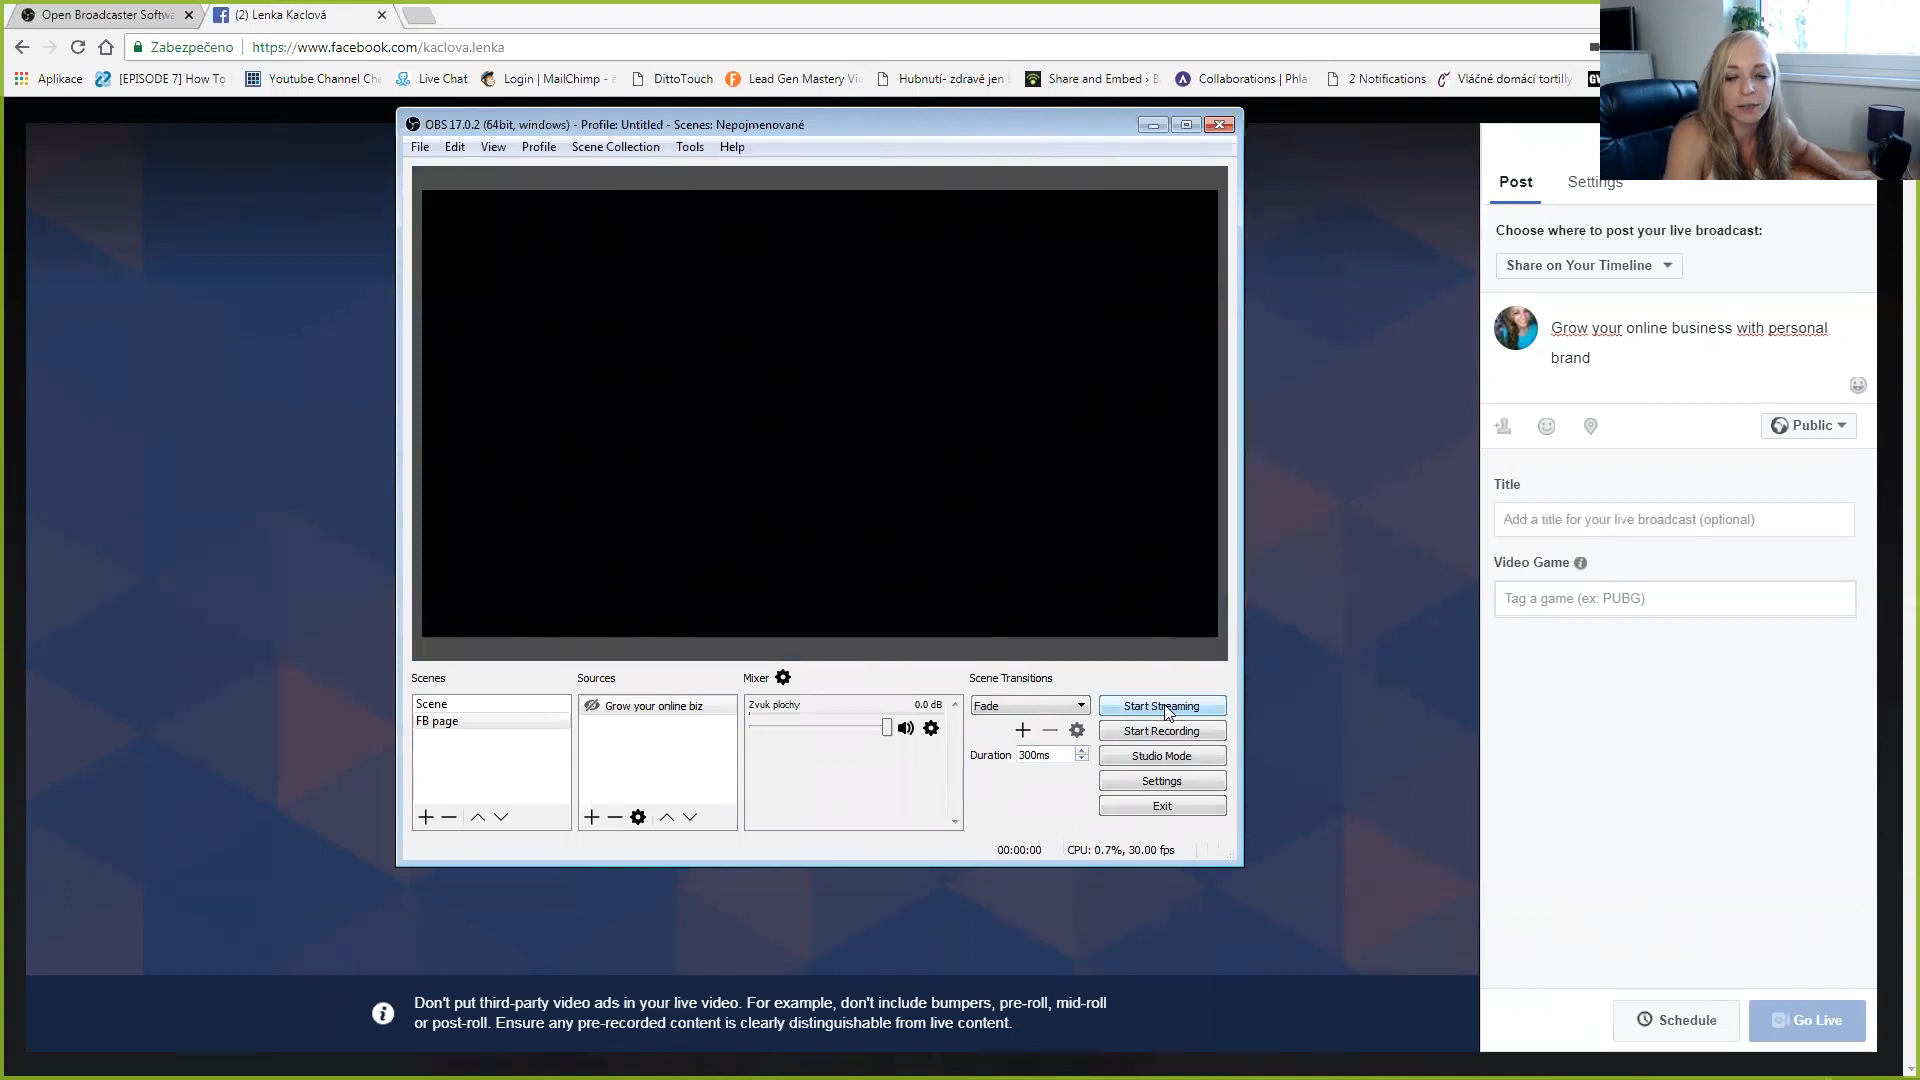 Open Broadcaster Softwa
(2) Lenka Kaclová
Zabezpečeno
https://www.facebook.com/kaclova.lenka
Aplikace
[EPISODE 7] How To
Youtube Channel Ch
Live Chat
Login | MailChimp - e
DittoTouch
Lead Gen Mastery Vi
Hubnutí- zdravě jen
Share and Embed › B
Collaborations | Phla
2 Notifications
Vláčné domácí tortilly
OBS 17.0.2 (64bit, windows) - Profile: Untitled - Scenes: Nepojmenované
File Edit View Profile Scene Collection Tools Help
Scenes
Scene
FB page
Sources
Grow your online biz
Mixer
Zvuk plochy 0.0 dB
Scene Transitions
Fade
Duration 300ms
Start Streaming
Start Recording
Studio Mode
Settings
Exit
00:00:00 CPU: 0.7%, 30.00 fps
Don't put third-party video ads in your live video. For example, don't include bumpers, pre-roll, mid-roll
or post-roll. Ensure any pre-recorded content is clearly distinguishable from live content.
Post Settings
Choose where to post your live broadcast:
Share on Your Timeline
Grow your online business with personal
brand
Public
Title
Add a title for your live broadcast (optional)
Video Game
Tag a game (ex: PUBG)
Schedule
Go Live